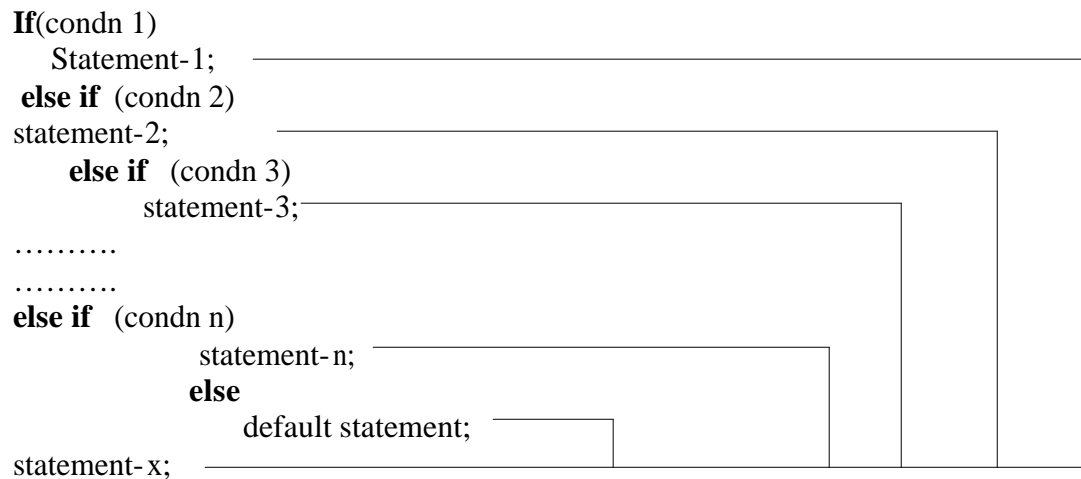 If(condn 1)
Statement-1;
else if (condn 2)
statement-2;
else if (condn 3)
statement-3;
……….
……….
else if (condn n)
statement-n;
else
default statement;
statement-x;